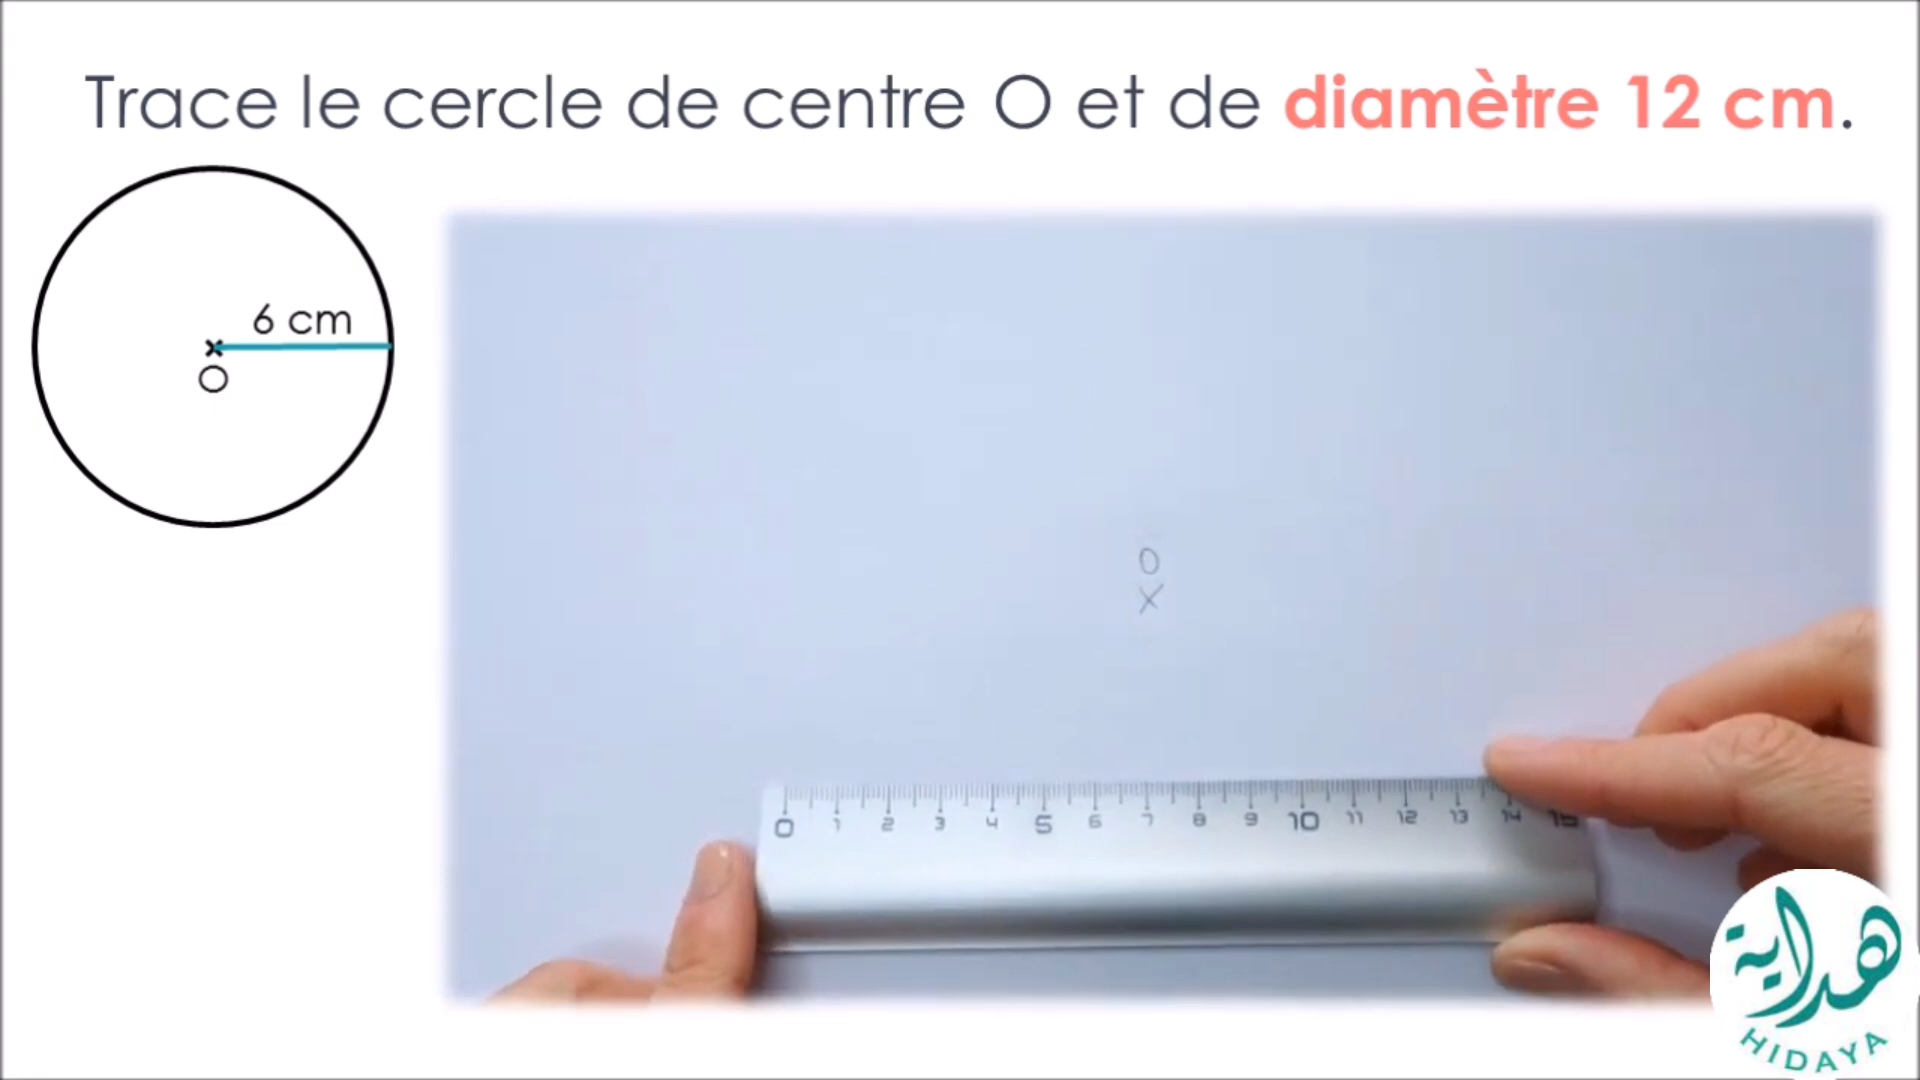 Trace le cercle de centre O et de diamètre 12 cm.
6 cm
O
O
X
0 1 2 3 4 5 6 7 8 9 10 11 12 13 14 15
هداية
HIDAYA